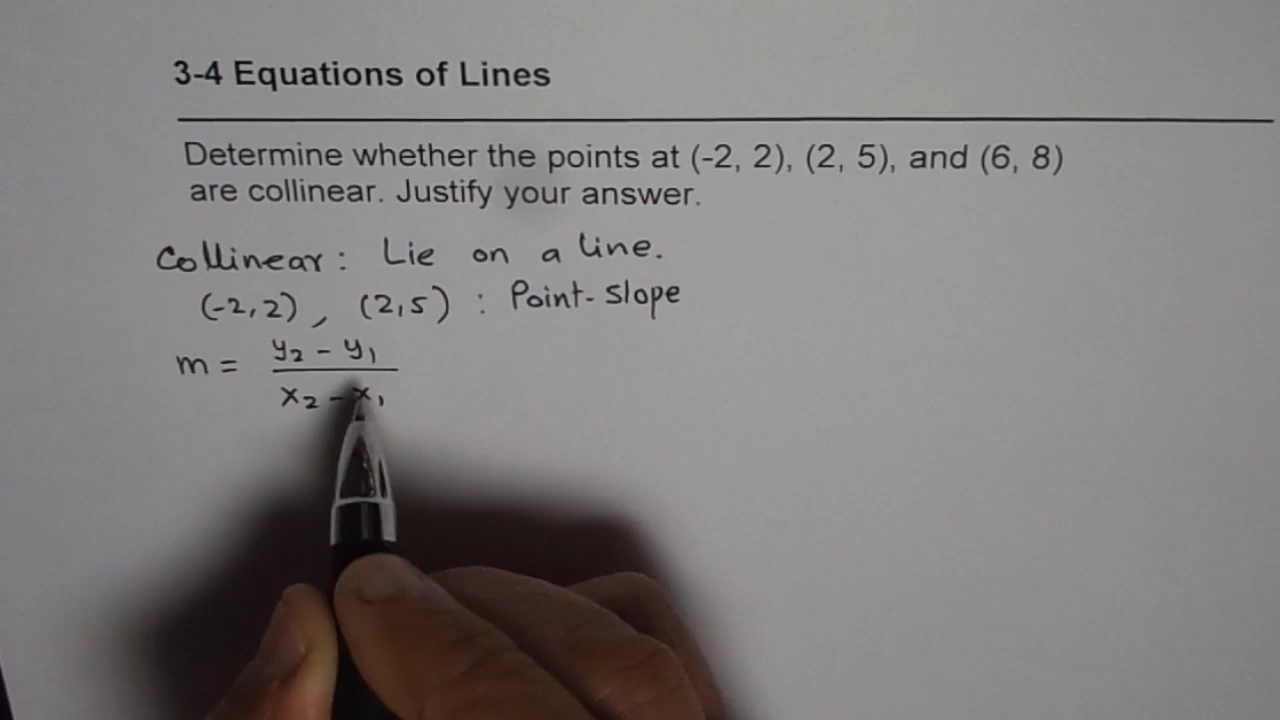 3-4 Equations of Lines
Determine whether the points at (-2, 2), (2, 5), and (6, 8)
are collinear. Justify your answer.
Collinear : Lie on a line.
(-2,2) , (2,5) : Point-Slope
m = y₂ - y₁
x₂ - x₁